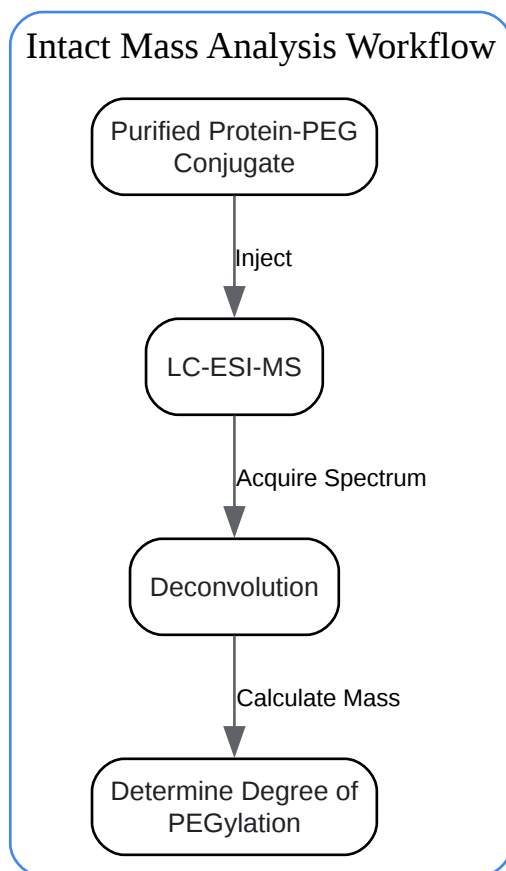 Intact Mass Analysis Workflow
Purified Protein-PEG
Conjugate
Inject
LC-ESI-MS
Acquire Spectrum
Deconvolution
Calculate Mass
Determine Degree of
PEGylation